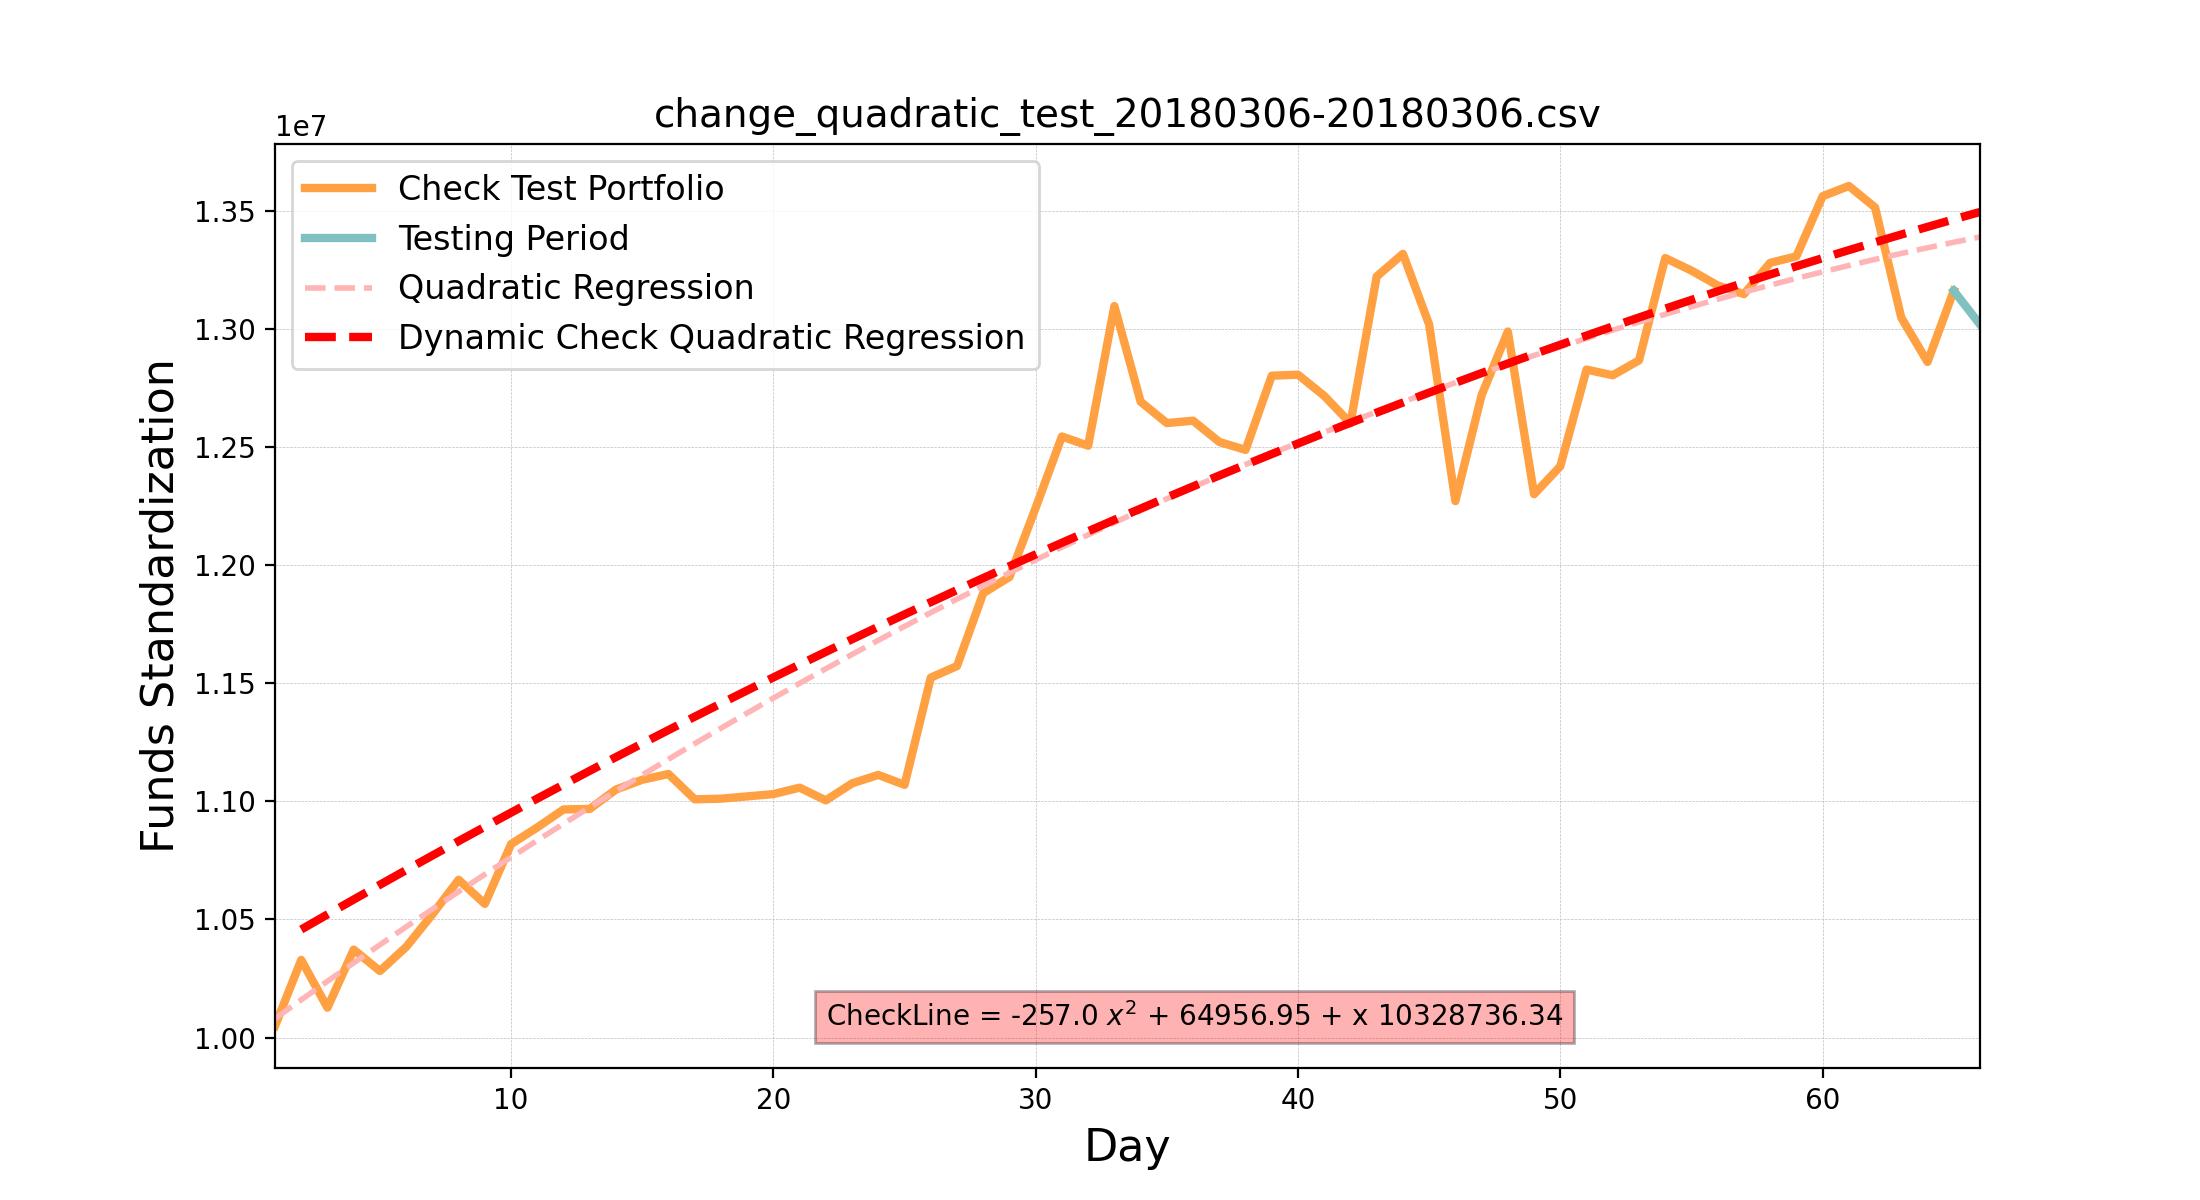 change_quadratic_test_20180306-20180306.csv
1e7
Check Test Portfolio
Testing Period
Quadratic Regression
Dynamic Check Quadratic Regression
1.35
1.30
1.25
1.20
1.15
1.10
1.05
1.00
Funds Standardization
CheckLine = -257.0 x² + 64956.95 + x 10328736.34
10 20 30 40 50 60
Day